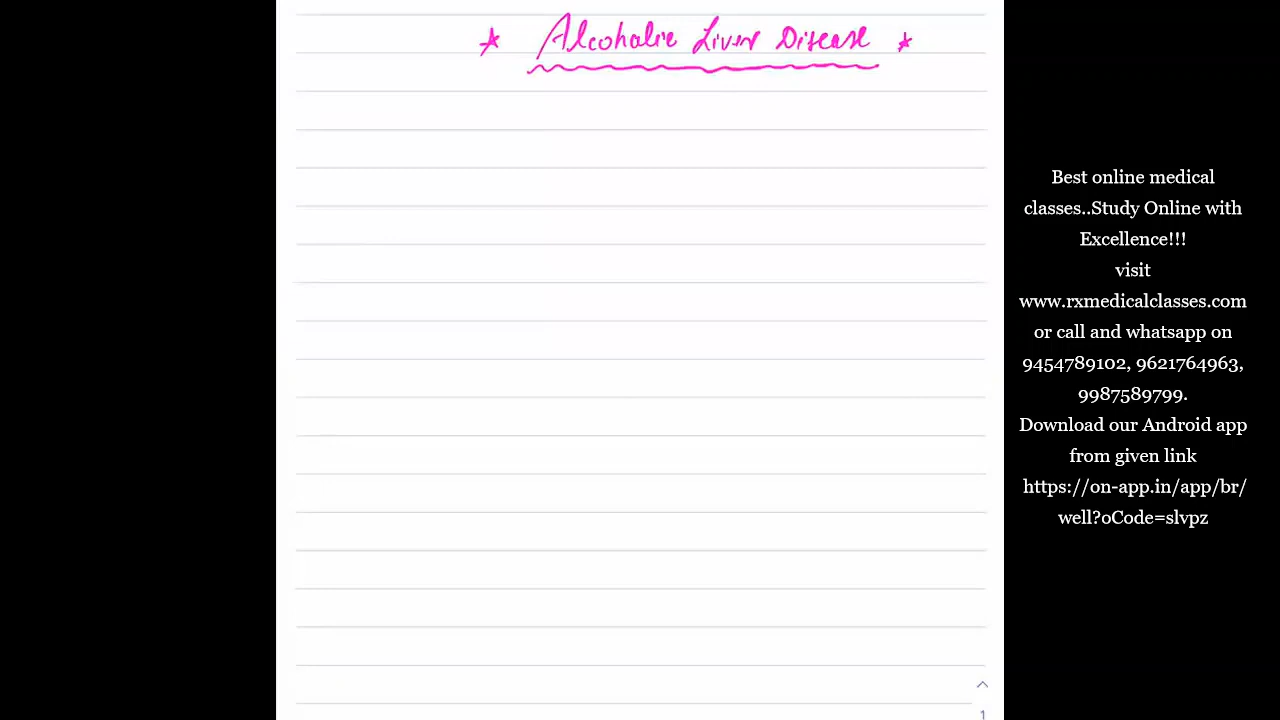 * Alcoholic Liver Disease *
Best online medical
classes..Study Online with
Excellence!!!
visit
www.rxmedicalclasses.com
or call and whatsapp on
9454789102, 9621764963,
9987589799.
Download our Android app
from given link
https://on-app.in/app/br/
well?oCode=slvpz
1